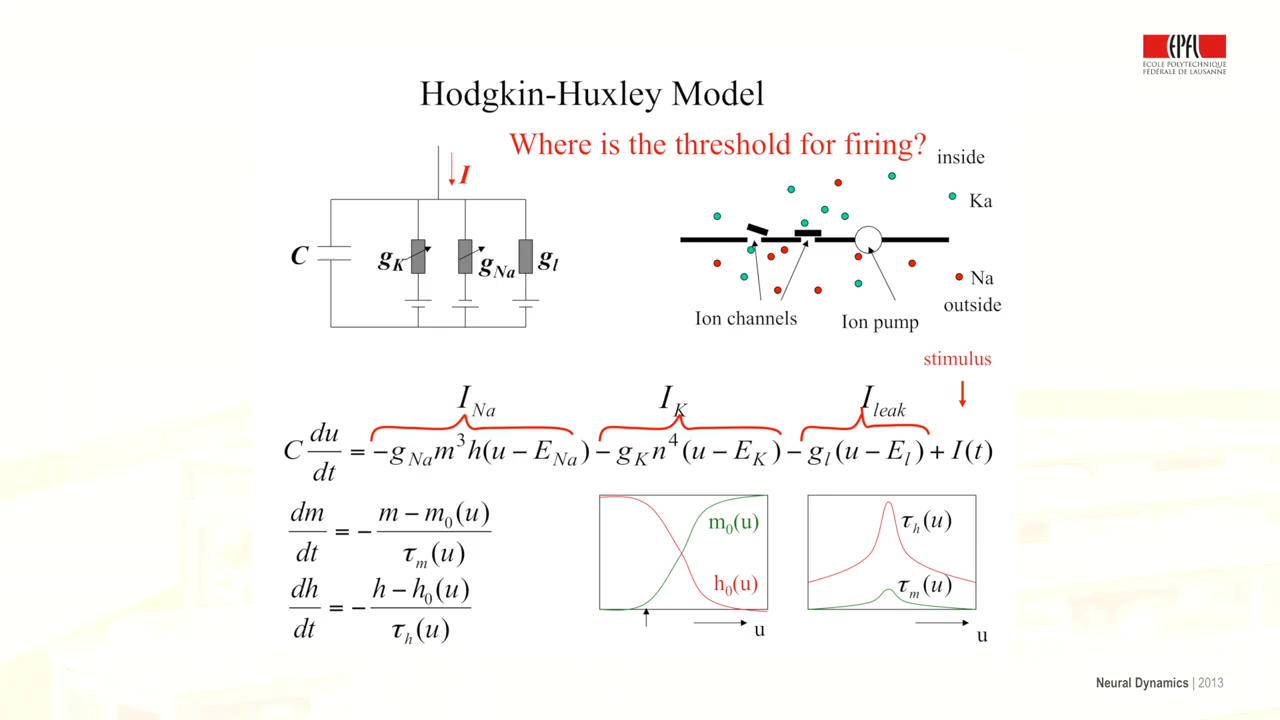 EPFL
ÉCOLE POLYTECHNIQUE
FÉDÉRALE DE LAUSANNE
Hodgkin-Huxley Model
Where is the threshold for firing?
inside
I
Ka
C
g_K
g_Na
g_l
Na
outside
Ion channels
Ion pump
stimulus
I_Na
I_K
I_leak
C du/dt = -g_Na m^3 h(u - E_Na) - g_K n^4 (u - E_K) - g_l (u - E_l) + I(t)
dm/dt = - (m - m_0(u)) / τ_m(u)
dh/dt = - (h - h_0(u)) / τ_h(u)
m_0(u)
h_0(u)
u
τ_h(u)
τ_m(u)
u
Neural Dynamics | 2013